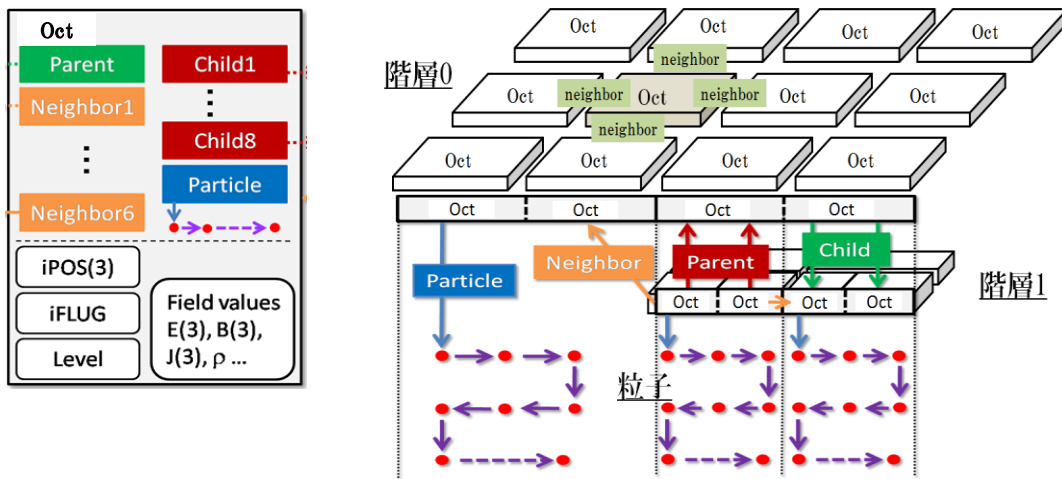 Oct
Parent
Child1
Neighbor1
⋮
Child8
⋮
Particle
Neighbor6
iPOS(3)
iFLUG
Level
Field values
E(3), B(3),
J(3), ρ ...
階層0
Oct Oct Oct Oct
neighbor
Oct neighbor Oct neighbor Oct Oct
neighbor
Oct Oct Oct Oct
Oct Oct Oct Oct
Particle Neighbor Parent Child
階層1
Oct Oct Oct Oct
粒子